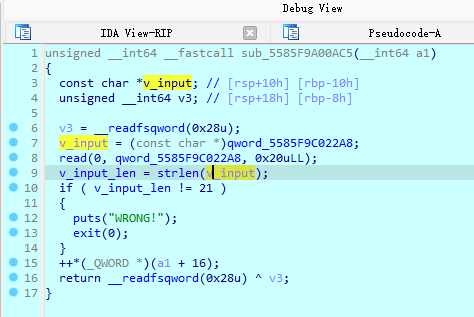 Debug View
IDA View-RIP Pseudocode-A
1 unsigned __int64 __fastcall sub_5585F9A00AC5(__int64 a1)
2 {
3 const char *v_input; // [rsp+10h] [rbp-10h]
4 unsigned __int64 v3; // [rsp+18h] [rbp-8h]
5
6 v3 = __readfsqword(0x28u);
7 v_input = (const char *)qword_5585F9C022A8;
8 read(0, qword_5585F9C022A8, 0x20uLL);
9 v_input_len = strlen(v_input);
10 if ( v_input_len != 21 )
11 {
12 puts("WRONG!");
13 exit(0);
14 }
15 ++*(_QWORD *)(a1 + 16);
16 return __readfsqword(0x28u) ^ v3;
17 }